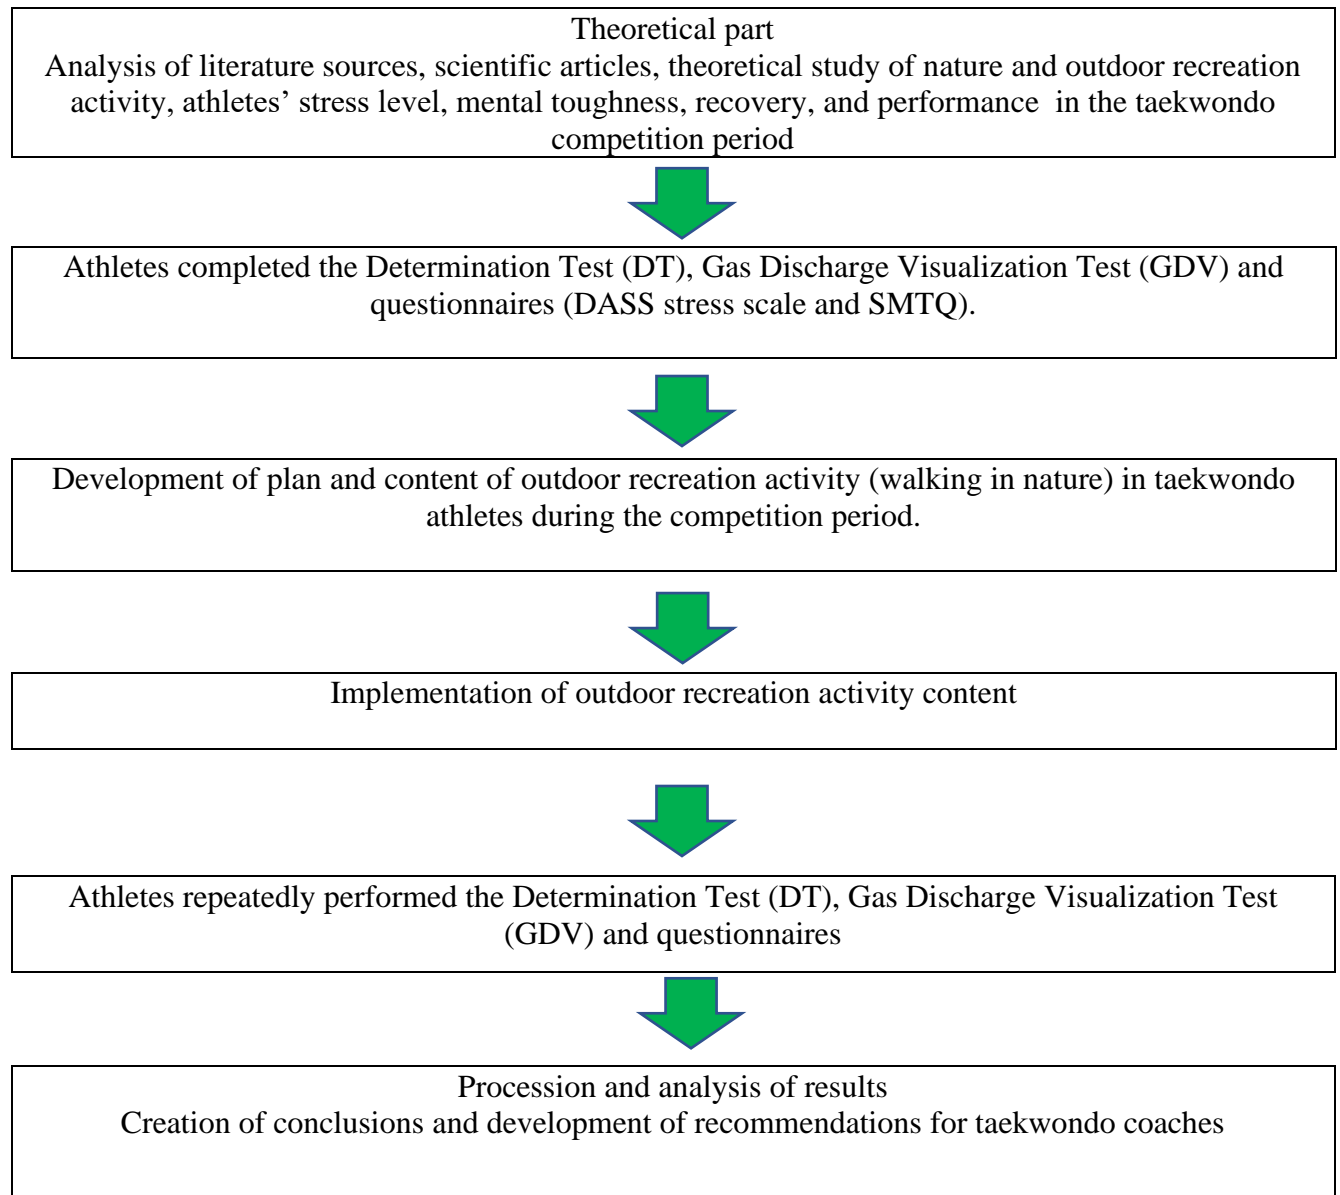 Theoretical part
Analysis of literature sources, scientific articles, theoretical study of nature and outdoor recreation
activity, athletes’ stress level, mental toughness, recovery, and performance in the taekwondo
competition period
Athletes completed the Determination Test (DT), Gas Discharge Visualization Test (GDV) and
questionnaires (DASS stress scale and SMTQ).
Development of plan and content of outdoor recreation activity (walking in nature) in taekwondo
athletes during the competition period.
Implementation of outdoor recreation activity content
Athletes repeatedly performed the Determination Test (DT), Gas Discharge Visualization Test
(GDV) and questionnaires
Procession and analysis of results
Creation of conclusions and development of recommendations for taekwondo coaches